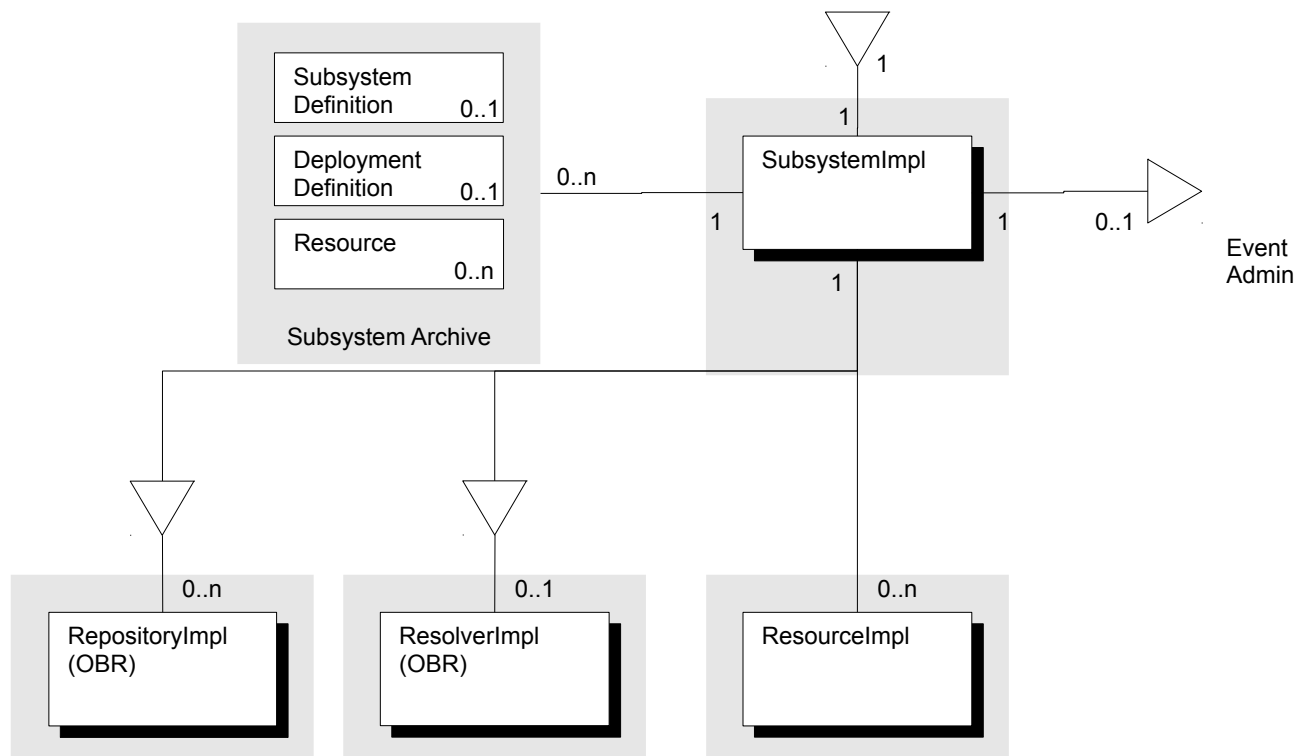 Subsystem
Definition
0..1
Deployment
Definition
0..1
Resource
0..n
Subsystem Archive
0..n
1
1
1
SubsystemImpl
1
1
0..1
Event
Admin
0..n
RepositoryImpl
(OBR)
0..1
ResolverImpl
(OBR)
0..n
ResourceImpl